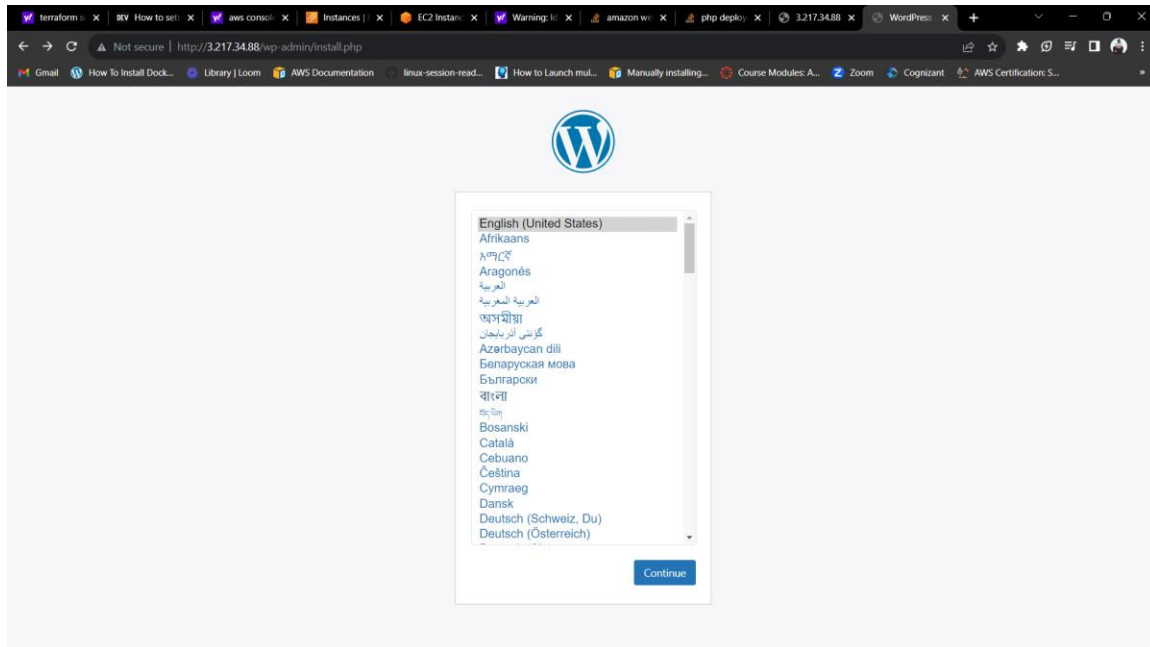 terraform s
DEV How to set
aws consol
Instances |
EC2 Instanc
Warning: Id
amazon we
php deploy
3.217.34.88
WordPress
Not secure | http://3.217.34.88/wp-admin/install.php
Gmail
How To Install Dock...
Library | Loom
AWS Documentation
linux-session-read...
How to Launch mul...
Manually installing...
Course Modules: A...
Zoom
Cognizant
AWS Certification: S...
English (United States)
Afrikaans
አማርኛ
Aragonés
العربية
العربية المغربية
অসমীয়া
گؤنئی آذربایجان
Azərbaycan dili
Беларуская мова
Български
বাংলা
བོད་ཡིག
Bosanski
Català
Cebuano
Čeština
Cymraeg
Dansk
Deutsch (Schweiz, Du)
Deutsch (Österreich)
Continue